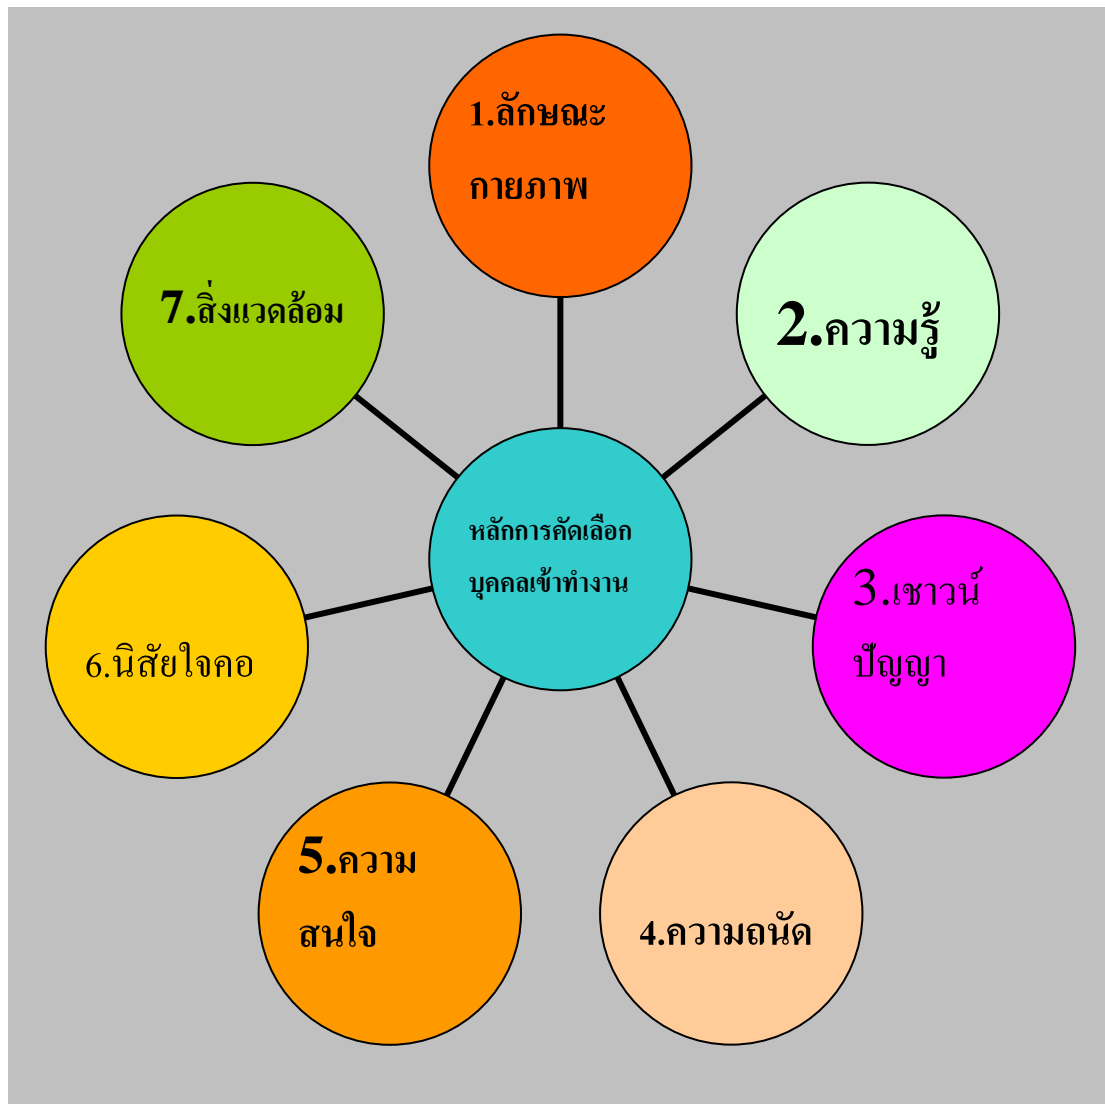 หลักการคัดเลือก
บุคคลเข้าทำงาน
1.ลักษณะ
กายภาพ
2.ความรู้
3.เชาวน์
ปัญญา
4.ความถนัด
5.ความ
สนใจ
6.นิสัยใจคอ
7.สิ่งแวดล้อม